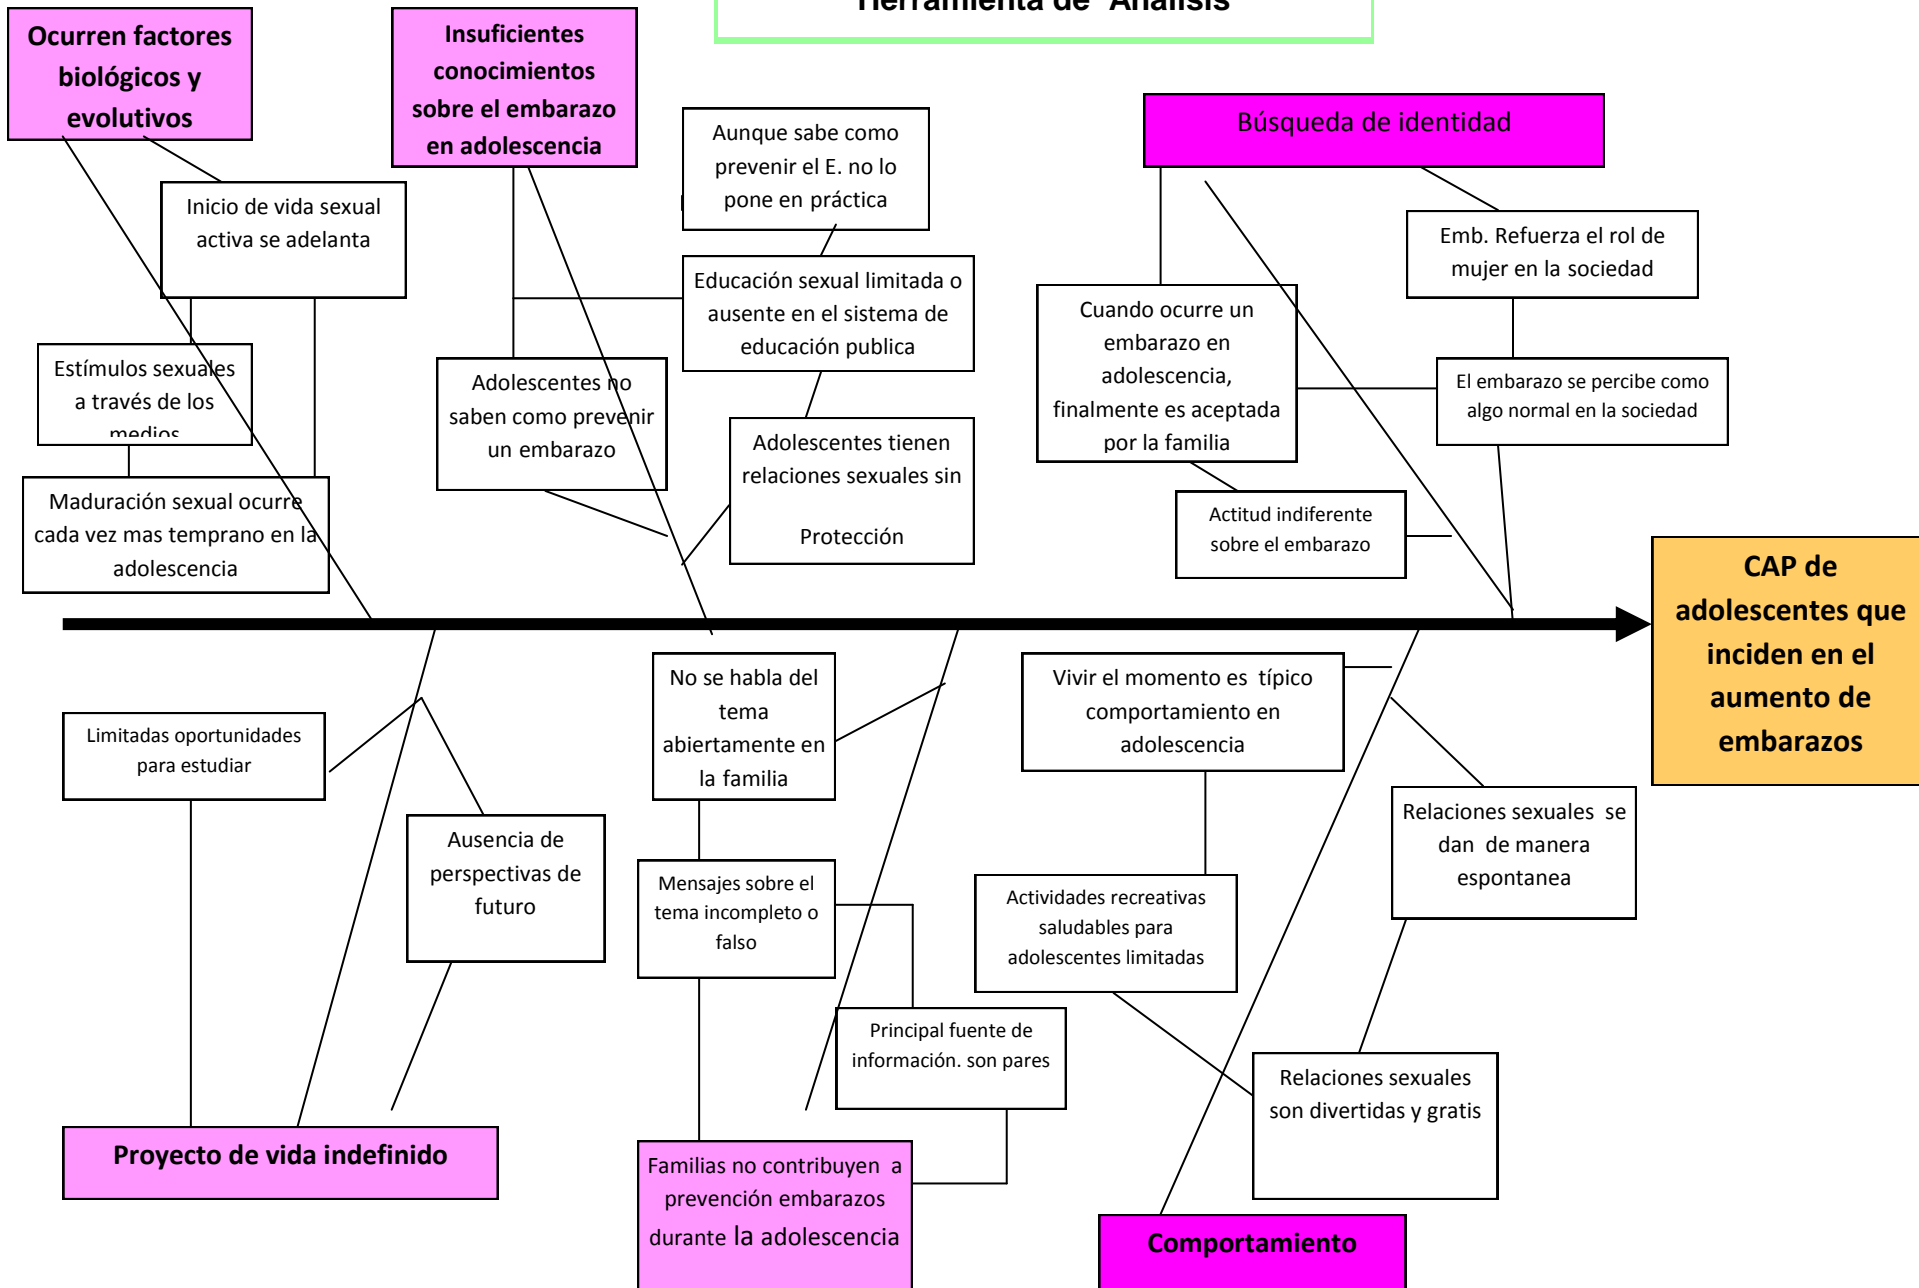 Herramienta de Análisis
Ocurren factores
biológicos y
evolutivos
Insuficientes
conocimientos
sobre el embarazo
en adolescencia
Aunque sabe como
prevenir el E. no lo
pone en práctica
Búsqueda de identidad
Inicio de vida sexual
activa se adelanta
Emb. Refuerza el rol de
mujer en la sociedad
Educación sexual limitada o
ausente en el sistema de
educación publica
Cuando ocurre un
embarazo en
adolescencia,
finalmente es aceptada
por la familia
Estímulos sexuales
a través de los
medios
Adolescentes no
saben como prevenir
un embarazo
El embarazo se percibe como
algo normal en la sociedad
Adolescentes tienen
relaciones sexuales sin
Protección
Maduración sexual ocurre
cada vez mas temprano en la
adolescencia
Actitud indiferente
sobre el embarazo
CAP de
adolescentes que
inciden en el
aumento de
embarazos
No se habla del
tema
abiertamente en
la familia
Vivir el momento es típico
comportamiento en
adolescencia
Limitadas oportunidades
para estudiar
Relaciones sexuales se
dan de manera
espontanea
Ausencia de
perspectivas de
futuro
Mensajes sobre el
tema incompleto o
falso
Actividades recreativas
saludables para
adolescentes limitadas
Principal fuente de
información. son pares
Relaciones sexuales
son divertidas y gratis
Proyecto de vida indefinido
Familias no contribuyen a
prevención embarazos
durante la adolescencia
Comportamiento